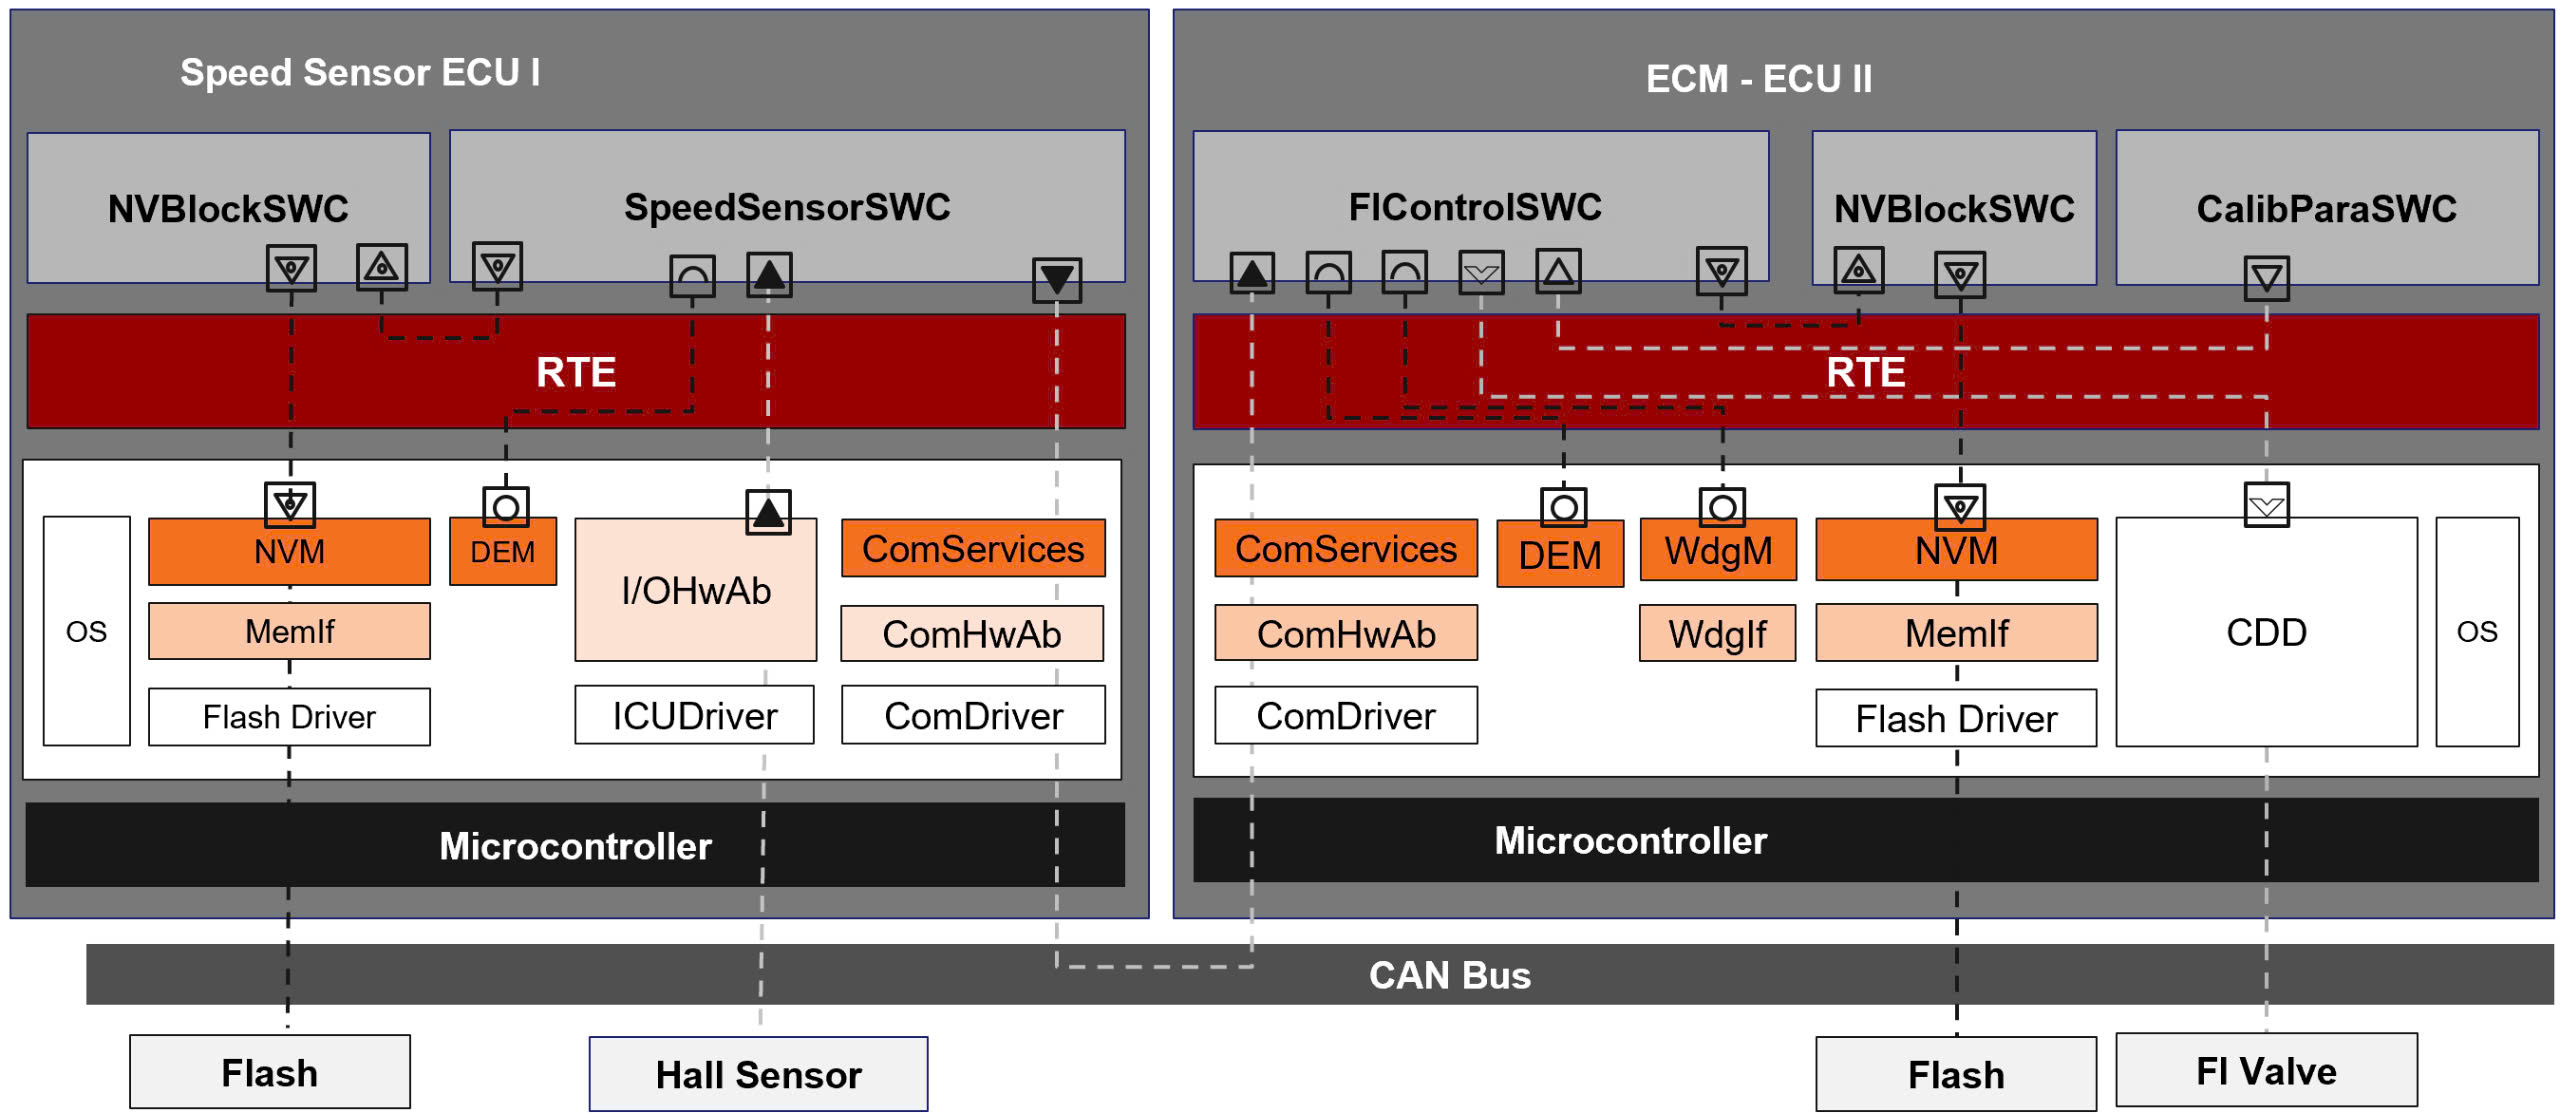 Speed Sensor ECU I
NVBlockSWC
SpeedSensorSWC
RTE
OS
NVM
MemIf
Flash Driver
DEM
I/OHwAb
ICUDriver
ComServices
ComHwAb
ComDriver
Microcontroller
ECM - ECU II
FIControlSWC
NVBlockSWC
CalibParaSWC
RTE
ComServices
ComHwAb
ComDriver
DEM
WdgM
WdgIf
NVM
MemIf
Flash Driver
CDD
OS
Microcontroller
CAN Bus
Flash
Hall Sensor
Flash
FI Valve